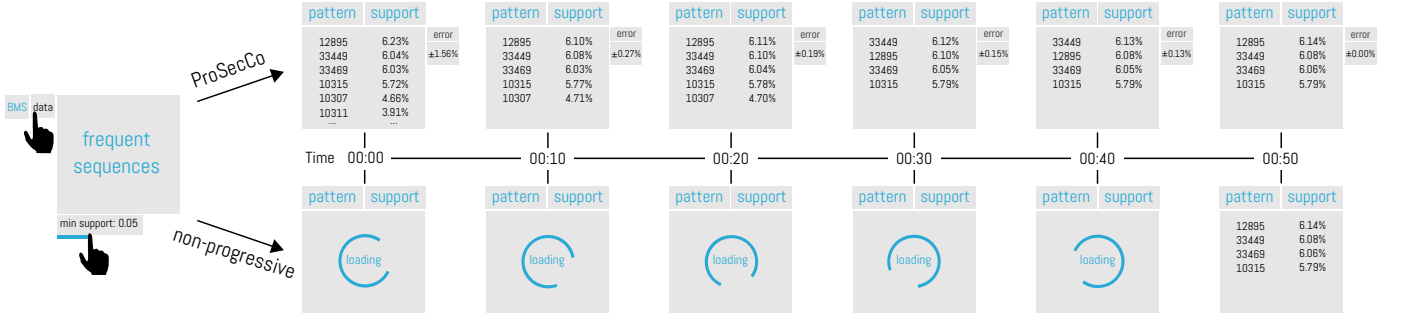 BMS data
frequent
sequences
min support: 0.05
ProSecCo
non-progressive
pattern support
error
12895 6.23% ±1.56%
33449 6.04%
33469 6.03%
10315 5.72%
10307 4.66%
10311 3.91%
... ...
pattern support
error
12895 6.10% ±0.27%
33449 6.08%
33469 6.03%
10315 5.77%
10307 4.71%
pattern support
error
12895 6.11% ±0.19%
33449 6.10%
33469 6.04%
10315 5.78%
10307 4.70%
pattern support
error
33449 6.12% ±0.15%
12895 6.10%
33469 6.05%
10315 5.79%
pattern support
error
33449 6.13% ±0.13%
12895 6.08%
33469 6.05%
10315 5.79%
pattern support
error
12895 6.14% ±0.00%
33449 6.08%
33469 6.06%
10315 5.79%
Time 00:00 00:10 00:20 00:30 00:40 00:50
pattern support
loading
pattern support
loading
pattern support
loading
pattern support
loading
pattern support
loading
pattern support
12895 6.14%
33449 6.08%
33469 6.06%
10315 5.79%